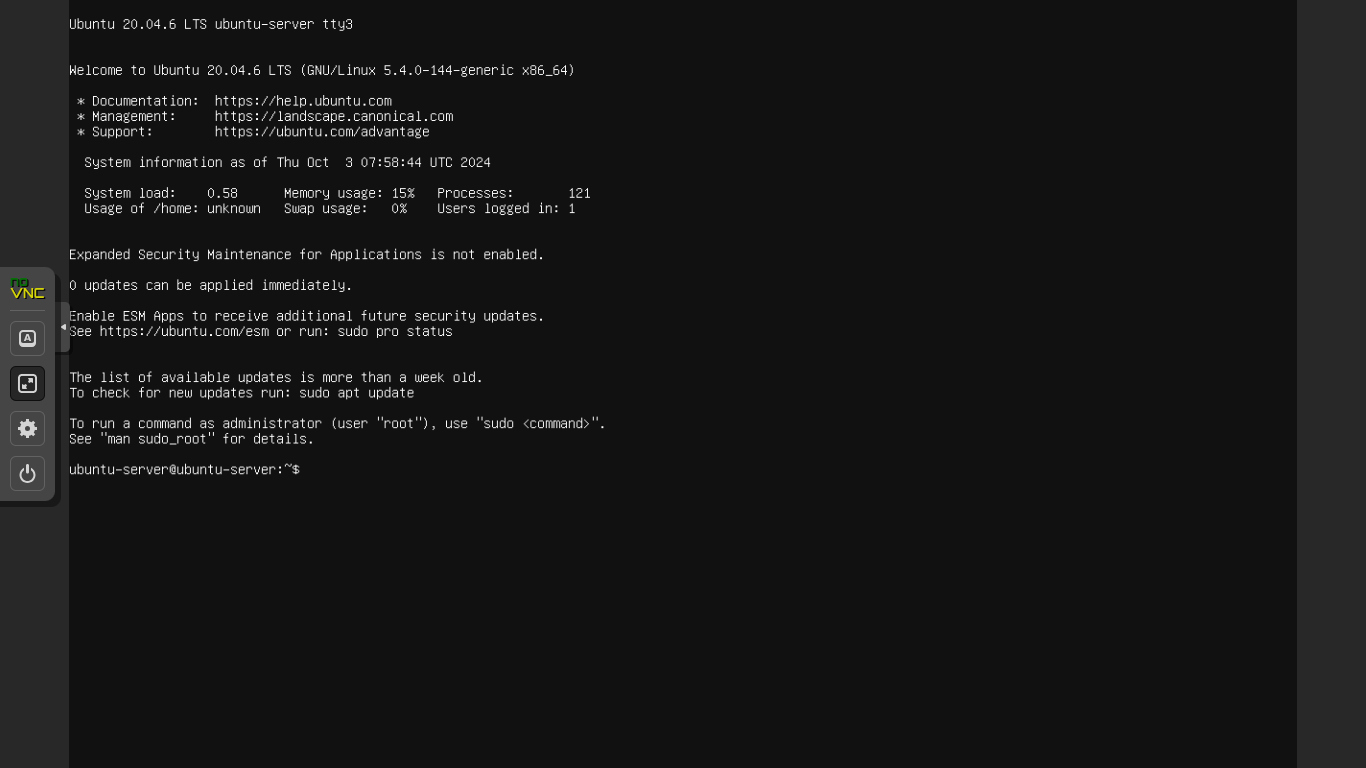 Ubuntu 20.04.6 LTS ubuntu-server tty3
Welcome to Ubuntu 20.04.6 LTS (GNU/Linux 5.4.0-144-generic x86_64)
* Documentation:  https://help.ubuntu.com
* Management:     https://landscape.canonical.com
* Support:        https://ubuntu.com/advantage
System information as of Thu Oct  3 07:58:44 UTC 2024
System load:    0.58      Memory usage: 15%   Processes:       121
Usage of /home: unknown   Swap usage:   0%    Users logged in: 1
Expanded Security Maintenance for Applications is not enabled.
0 updates can be applied immediately.
Enable ESM Apps to receive additional future security updates.
See https://ubuntu.com/esm or run: sudo pro status
The list of available updates is more than a week old.
To check for new updates run: sudo apt update
To run a command as administrator (user "root"), use "sudo <command>".
See "man sudo_root" for details.
ubuntu-server@ubuntu-server:~$
no
VNC
A